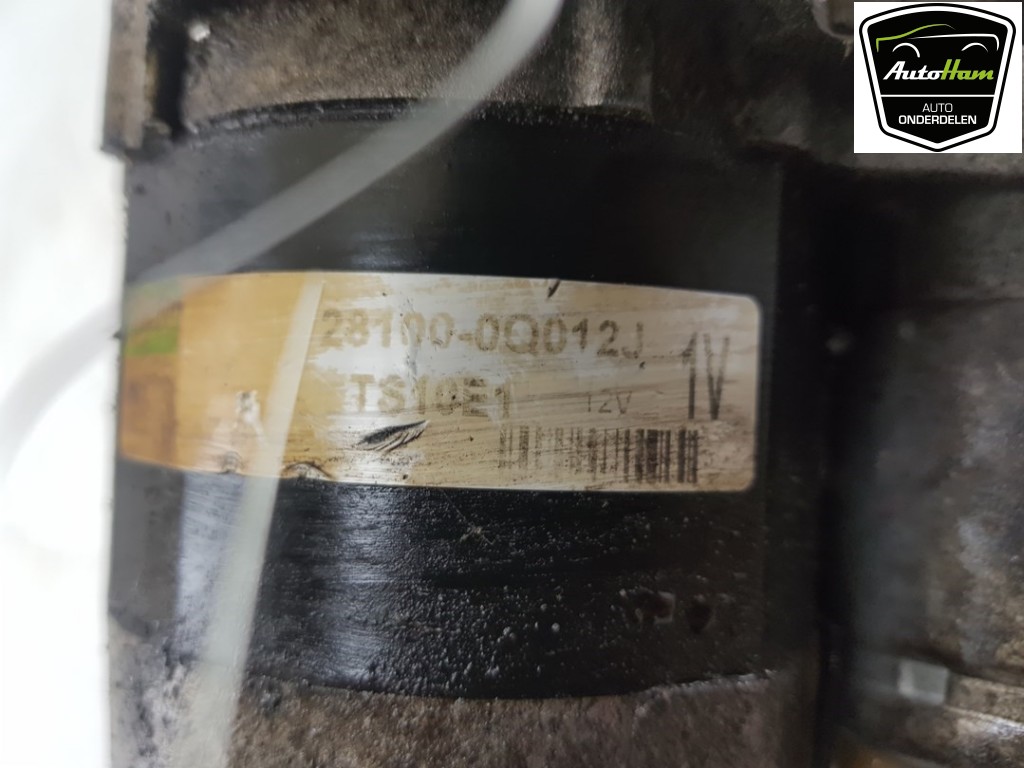 AutoHam
AUTO
ONDERDELEN
28100-0Q012J
TS10E1 12V 1V